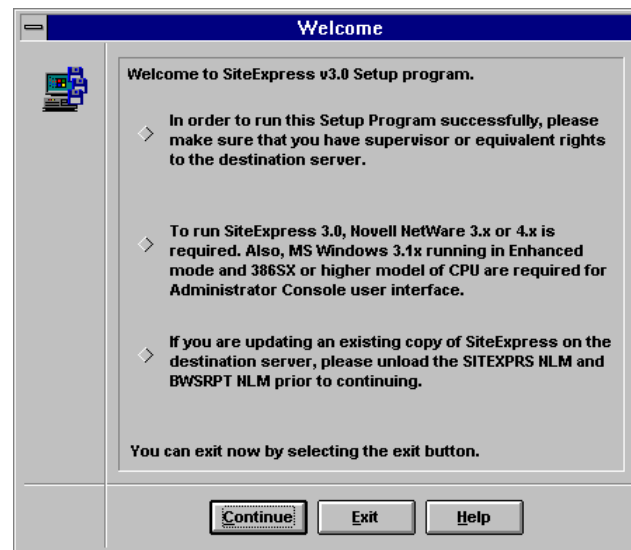 Welcome
Welcome to SiteExpress v3.0 Setup program.
In order to run this Setup Program successfully, please
make sure that you have supervisor or equivalent rights
to the destination server.
To run SiteExpress 3.0, Novell NetWare 3.x or 4.x is
required. Also, MS Windows 3.1x running in Enhanced
mode and 386SX or higher model of CPU are required for
Administrator Console user interface.
If you are updating an existing copy of SiteExpress on the
destination server, please unload the SITEXPRS NLM and
BWSRPT NLM prior to continuing.
You can exit now by selecting the exit button.
Continue Exit Help